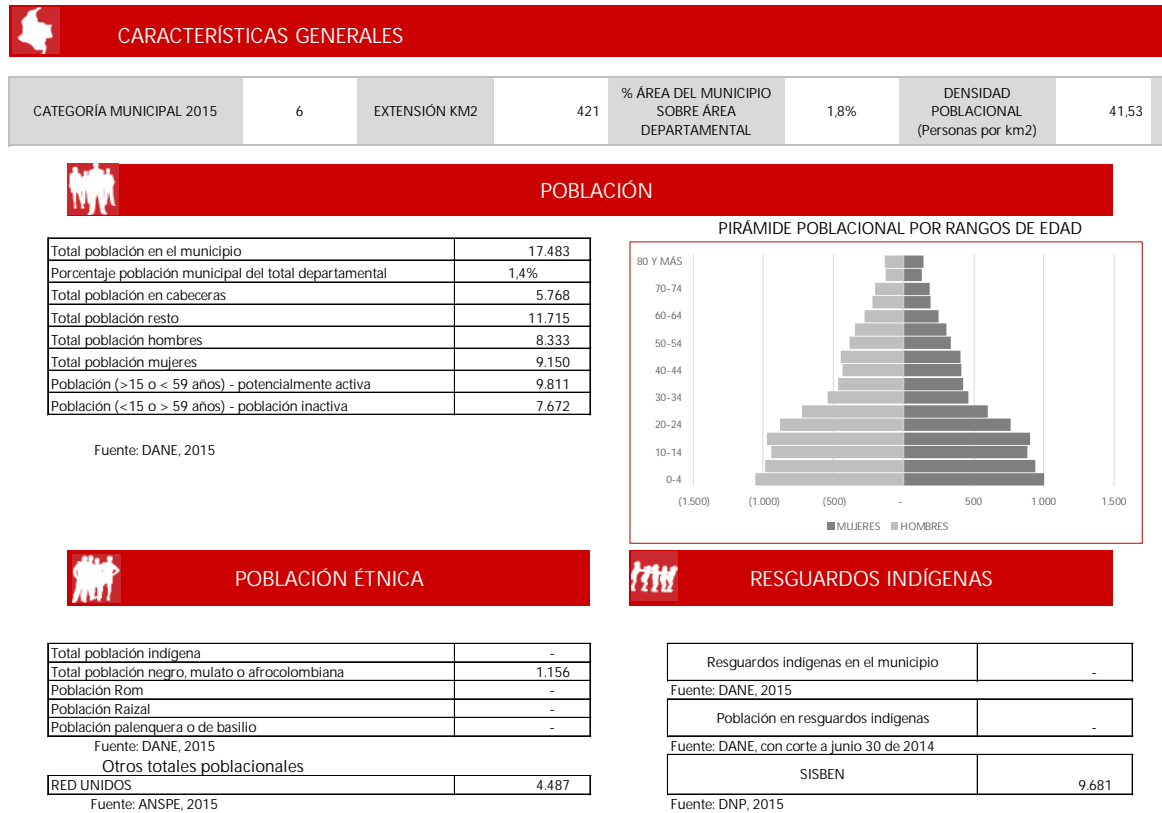 CARACTERÍSTICAS GENERALES
CATEGORÍA MUNICIPAL 2015 6 EXTENSIÓN KM2 421 % ÁREA DEL MUNICIPIO SOBRE ÁREA DEPARTAMENTAL 1,8% DENSIDAD POBLACIONAL (Personas por km2) 41,53
POBLACIÓN
Total población en el municipio 17.483
Porcentaje población municipal del total departamental 1,4%
Total población en cabeceras 5.768
Total población resto 11.715
Total población hombres 8.333
Total población mujeres 9.150
Población (>15 o < 59 años) - potencialmente activa 9.811
Población (<15 o > 59 años) - población inactiva 7.672
Fuente: DANE, 2015
PIRÁMIDE POBLACIONAL POR RANGOS DE EDAD
80 Y MÁS
70-74
60-64
50-54
40-44
30-34
20-24
10-14
0-4
(1.500) (1.000) (500) - 500 1.000 1.500
MUJERES HOMBRES
POBLACIÓN ÉTNICA
Total población indígena -
Total población negro, mulato o afrocolombiana 1.156
Población Rom -
Población Raizal -
Población palenquera o de basilio -
Fuente: DANE, 2015
Otros totales poblacionales
RED UNIDOS 4.487
Fuente: ANSPE, 2015
RESGUARDOS INDÍGENAS
Resguardos indígenas en el municipio -
Fuente: DANE, 2015
Población en resguardos indígenas -
Fuente: DANE, con corte a junio 30 de 2014
SISBEN 9.681
Fuente: DNP, 2015